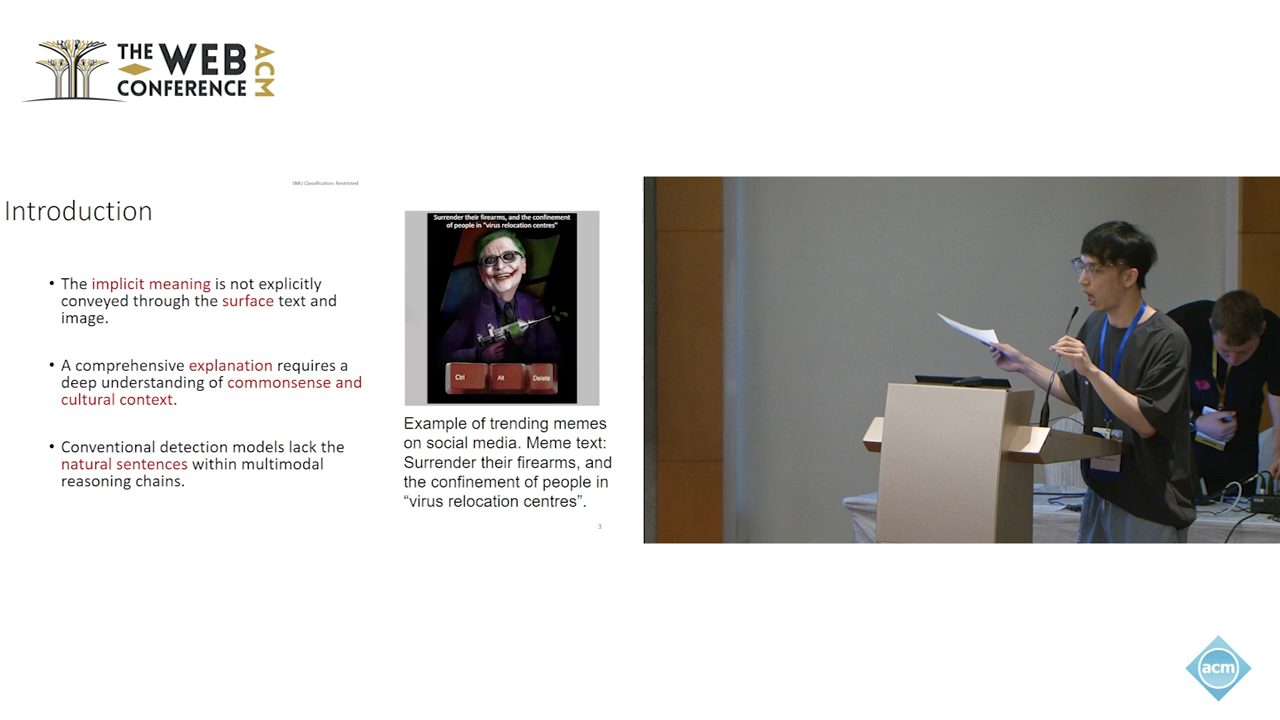 THE WEB
CONFERENCE
ACM
SMU Classification: Restricted
Introduction
• The implicit meaning is not explicitly
conveyed through the surface text and
image.
• A comprehensive explanation requires a
deep understanding of commonsense and
cultural context.
• Conventional detection models lack the
natural sentences within multimodal
reasoning chains.
Surrender their firearms, and the confinement
of people in "virus relocation centres"
Ctrl
Alt
Delete
Example of trending memes
on social media. Meme text:
Surrender their firearms, and
the confinement of people in
“virus relocation centres”.
3
acm